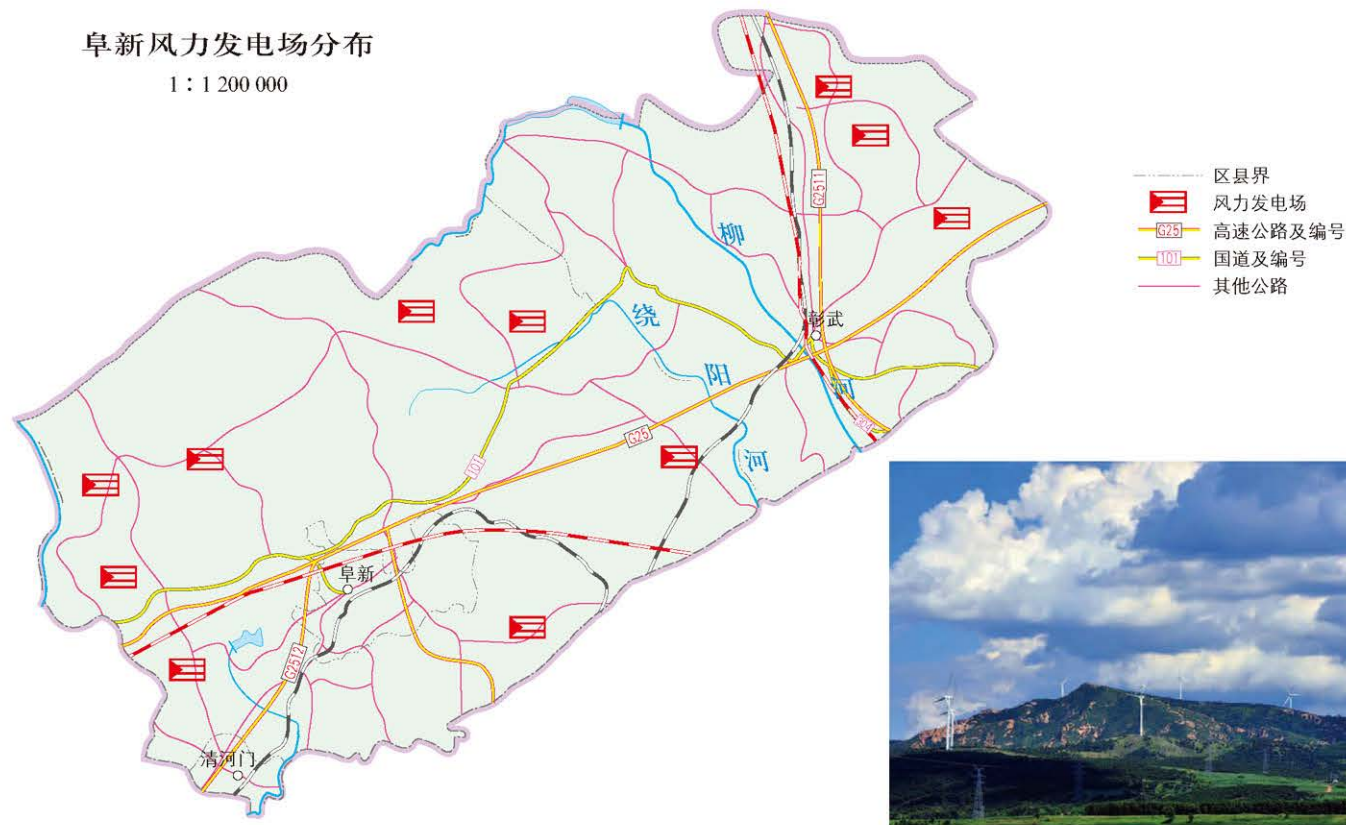 阜新风力发电场分布
1：1 200 000
区县界
风力发电场
G25 高速公路及编号
101 国道及编号
其他公路
G2511
柳
河
彰武
绕
阳
河
304
G25
101
阜新
G2512
清河门